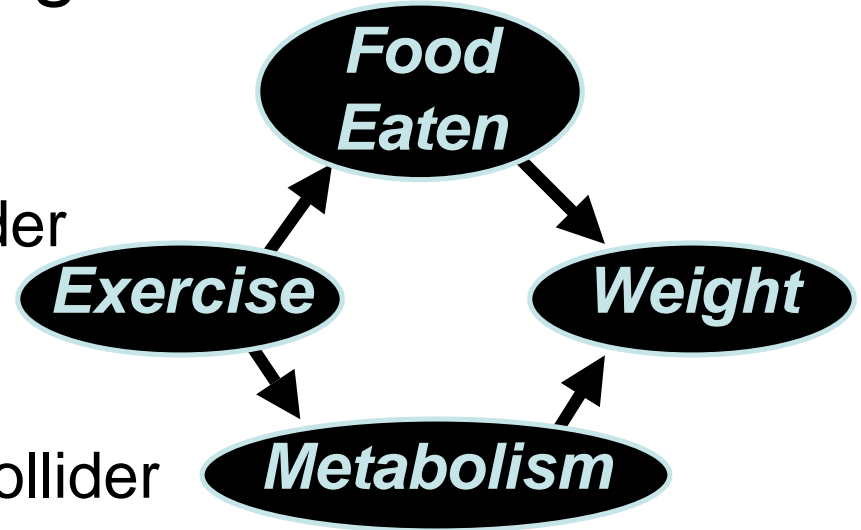 g
Food
Eaten
der
Exercise
Weight
ollider
Metabolism